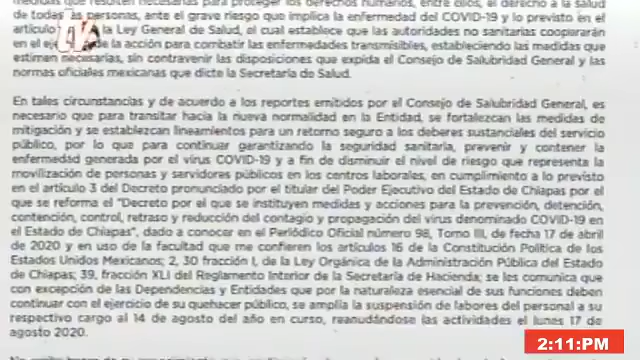 medidas que resulten necesarias para proteger los derechos humanos, entre ellos, el derecho a la salud
de todas las personas, ante el grave riesgo que implica la enfermedad del COVID-19 y lo previsto en el
artículo la Ley General de Salud, el cual establece que las autoridades no sanitarias cooperarán
en el de la acción para combatir las enfermedades transmisibles, estableciendo las medidas que
estimen necesarias, sin contravenir las disposiciones que expida el Consejo de Salubridad General y las
normas oficiales mexicanas que dicte la Secretaría de Salud.
En tales circunstancias y de acuerdo a los reportes emitidos por el Consejo de Salubridad General, es
necesario que para transitar hacia la nueva normalidad en la Entidad, se fortalezcan las medidas de
mitigación y se establezcan lineamientos para un retorno seguro a los deberes sustanciales del servicio
público, por lo que para continuar garantizando la seguridad sanitaria, prevenir y contener la
enfermedad generada por el virus COVID-19 y a fin de disminuir el nivel de riesgo que representa la
movilización de personas y servidores públicos en los centros laborales, en cumplimiento a lo previsto
en el artículo 3 del Decreto pronunciado por el titular del Poder Ejecutivo del Estado de Chiapas por el
que se reforma el "Decreto por el que se instituyen medidas y acciones para la prevención, detención,
contención, control, retraso y reducción del contagio y propagación del virus denominado COVID-19 en
el Estado de Chiapas", dado a conocer en el Periódico Oficial número 98, Tomo III, de fecha 17 de abril
de 2020 y en uso de la facultad que me confieren los artículos 16 de la Constitución Política de los
Estados Unidos Mexicanos; 2, 30 fracción I, de la Ley Orgánica de la Administración Pública del Estado
de Chiapas; 39, fracción XLI del Reglamento Interior de la Secretaría de Hacienda; se les comunica que
con excepción de las Dependencias y Entidades que por la naturaleza esencial de sus funciones deben
continuar con el ejercicio de su quehacer público, se amplía la suspensión de labores del personal a su
respectivo cargo al 14 de agosto del año en curso, reanudándose las actividades el lunes 17 de
agosto 2020.
2:11:PM